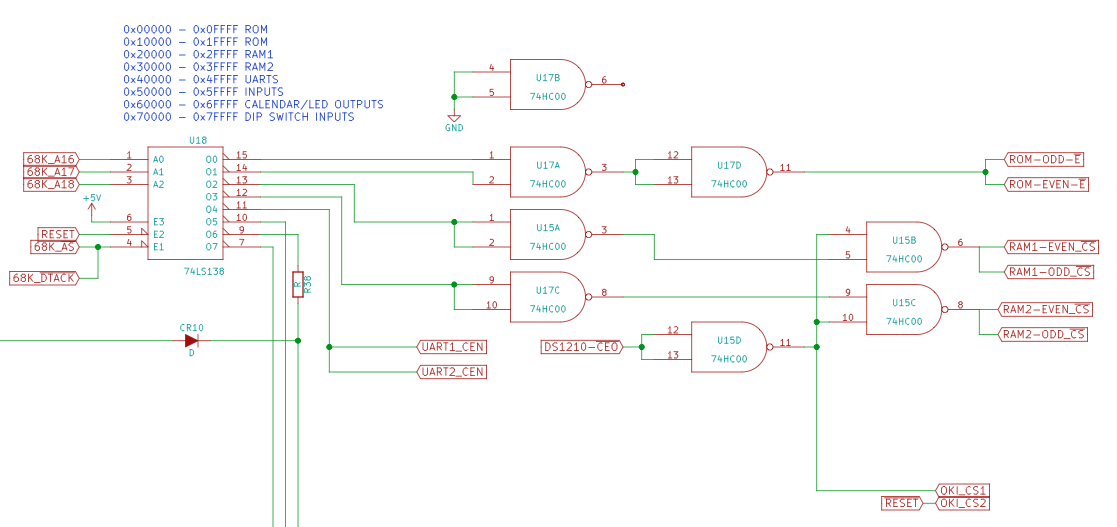 0x00000 – 0x0FFFF ROM
0x10000 – 0x1FFFF ROM
0x20000 – 0x2FFFF RAM1
0x30000 – 0x3FFFF RAM2
0x40000 – 0x4FFFF UARTS
0x50000 – 0x5FFFF INPUTS
0x60000 – 0x6FFFF CALENDAR/LED OUTPUTS
0x70000 – 0x7FFFF DIP SWITCH INPUTS
4 U17B 6
5 74HC00
GND
U18
68K_A16 1 A0 O0 15
68K_A17 2 A1 O1 14
68K_A18 3 A2 O2 13
O3 12
+5V O4 11
6 E3 O5 10
RESET 5 E2 O6 9
68K_AS 4 E1 O7 7
74LS138
68K_DTACK
1 U17A 3
2 74HC00
12 U17D 11
13 74HC00
ROM-ODD-E
ROM-EVEN-E
1 U15A 3
2 74HC00
4 U15B 6
5 74HC00
RAM1-EVEN_CS
RAM1-ODD_CS
9 U17C 8
10 74HC00
9 U15C 8
10 74HC00
RAM2-EVEN_CS
RAM2-ODD_CS
R
R38
CR10
D
UART1_CEN
UART2_CEN
DS1210-CEO
12 U15D 11
13 74HC00
OKI_CS1
RESET OKI_CS2